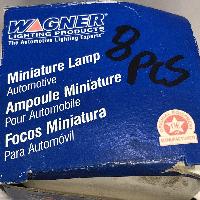 WAGNER
LIGHTING PRODUCTS
The Automotive Lighting Experts
8 PCS
Miniature Lamp
Automotive
Ampoule Miniature
Pour Automobile
Focos Miniatura
Para Automóvil